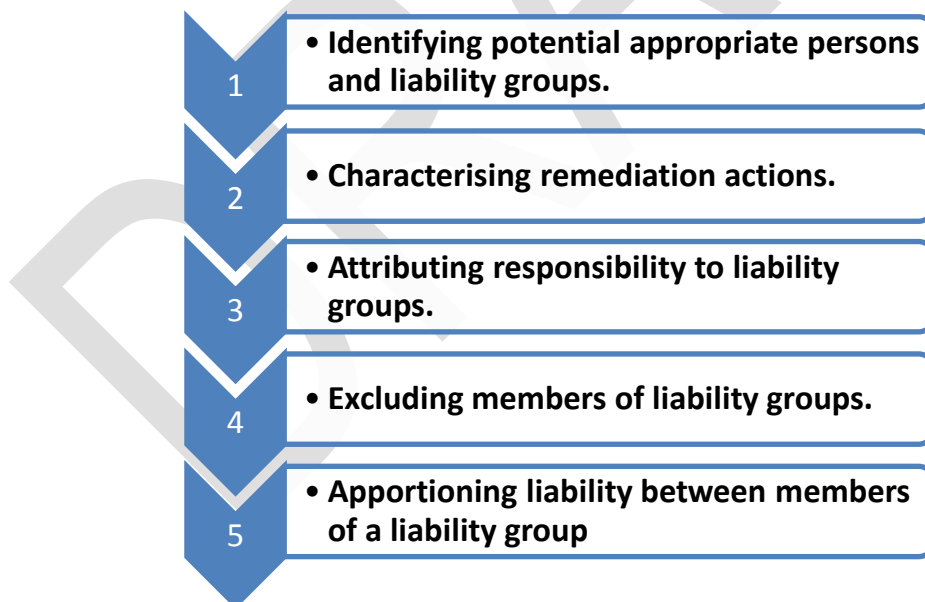 1
• Identifying potential appropriate persons
and liability groups.
2
• Characterising remediation actions.
3
• Attributing responsibility to liability
groups.
4
• Excluding members of liability groups.
5
• Apportioning liability between members
of a liability group